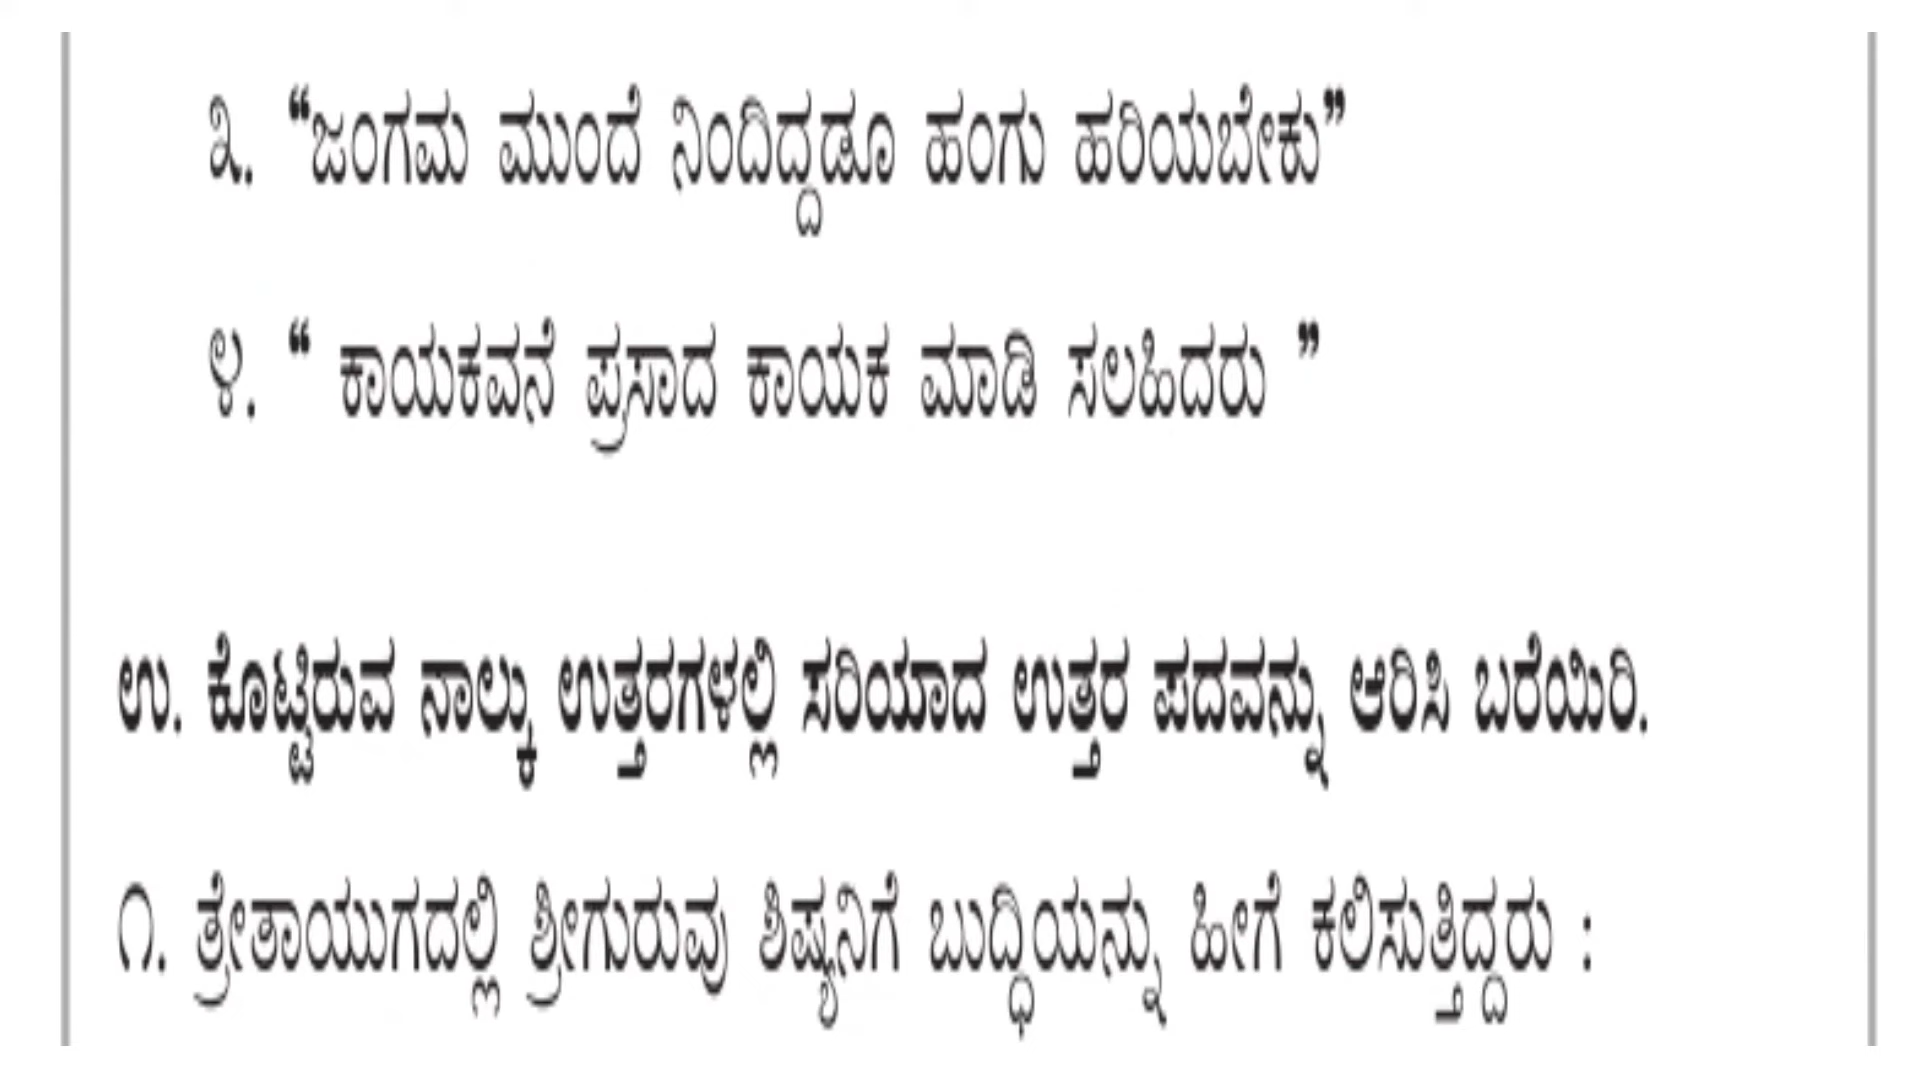 ೩. “ಜಂಗಮ ಮುಂದೆ ನಿಂದಿದ್ದಡೂ ಹಂಗು ಹರಿಯಬೇಕು”
೪. “ ಕಾಯಕವನೆ ಪ್ರಸಾದ ಕಾಯಕ ಮಾಡಿ ಸಲಹಿದರು ”
ಉ. ಕೊಟ್ಟಿರುವ ನಾಲ್ಕು ಉತ್ತರಗಳಲ್ಲಿ ಸರಿಯಾದ ಉತ್ತರ ಪದವನ್ನು ಆರಿಸಿ ಬರೆಯಿರಿ.
೧. ತ್ರೇತಾಯುಗದಲ್ಲಿ ಶ್ರೀಗುರುವು ಶಿಷ್ಯನಿಗೆ ಬುದ್ಧಿಯನ್ನು ಹೀಗೆ ಕಲಿಸುತ್ತಿದ್ದರು :